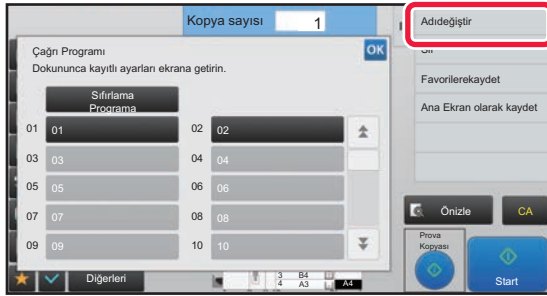 Kopya sayısı 1
Adıdeğiştir
Sil
Favorilerekaydet
Ana Ekran olarak kaydet
Çağrı Programı
OK
Dokununca kayıtlı ayarları ekrana getirin.
Sıfırlama
Programa
01 01
02 02
03 03
04 04
05 05
06 06
07 07
08 08
09 09
10 10
Önizle
CA
Prova
Kopyası
Start
Diğerleri
3 B4
4 A3
A4